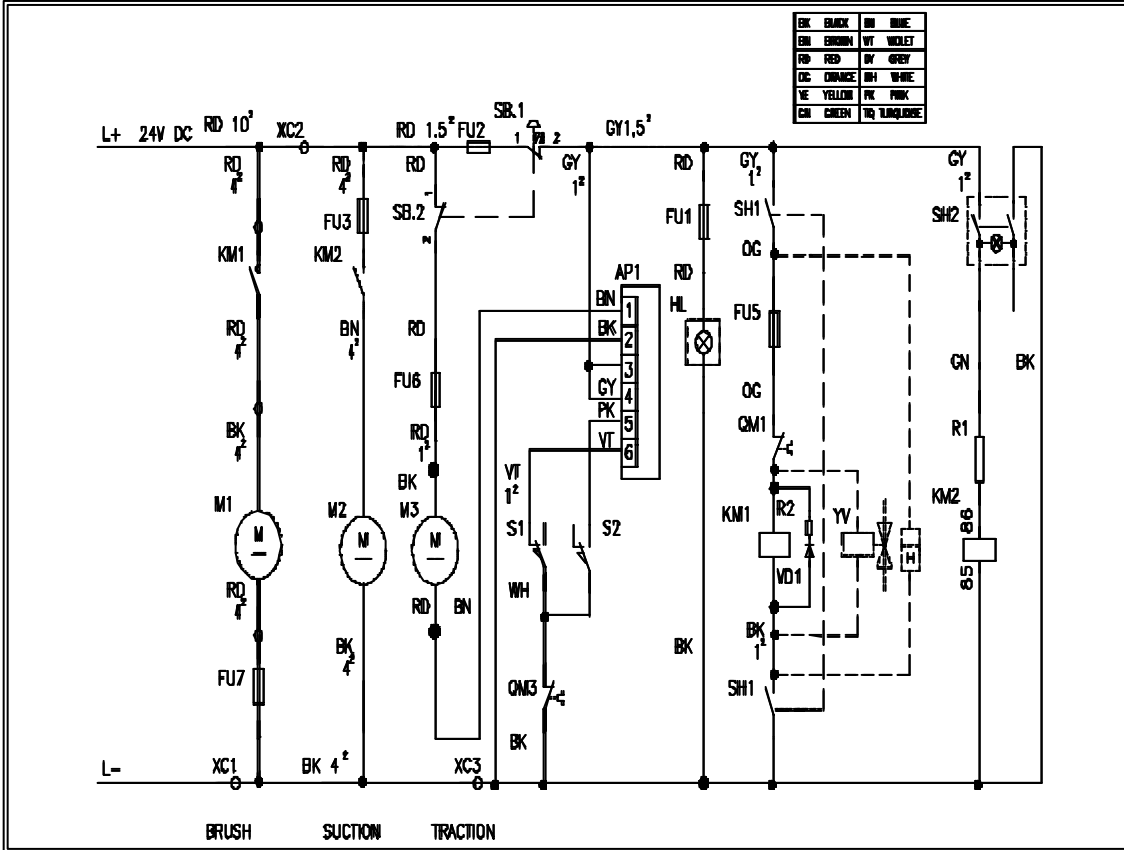 BK BLACK BU BLUE
BN BROWN VT VIOLET
RD RED GY GREY
OG ORANGE WH WHITE
YE YELLOW PK PINK
GN GREEN TQ TURQUOISE
L+ 24V DC RD 10² XC2 RD 1.5² FU2 SB.1 1 2 GY1,5²
RD 4² RD 4² RD GY 1² RD GY 1² GY 1²
FU3 SB.2 1 2 FU1 SH1 SH2
KM1 KM2 OG
AP1 RD HL
BN 1
RD 4² BN 4² RD BK 2 FU5
3
FU6 GY 4 OG GN BK
PK 5
BK 4² RD 1² VT 6 QM1 R1
BK VT 1²
M1 M2 M3 S1 S2 KM1 R2 YV KM2 86
M M M H
VD1 85
RD 4² RD BN WH
BK 4² BK BK 1²
FU7 QM3 SH1
BK
L- XC1 BK 4² XC3
BRUSH SUCTION TRACTION